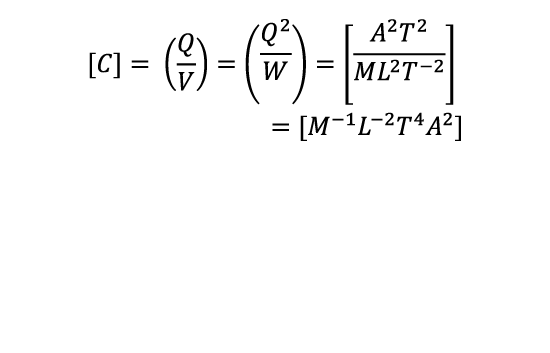 [C] = (Q/V) = (Q²/W) = [A²T²/ML²T⁻²]
= [M⁻¹L⁻²T⁴A²]